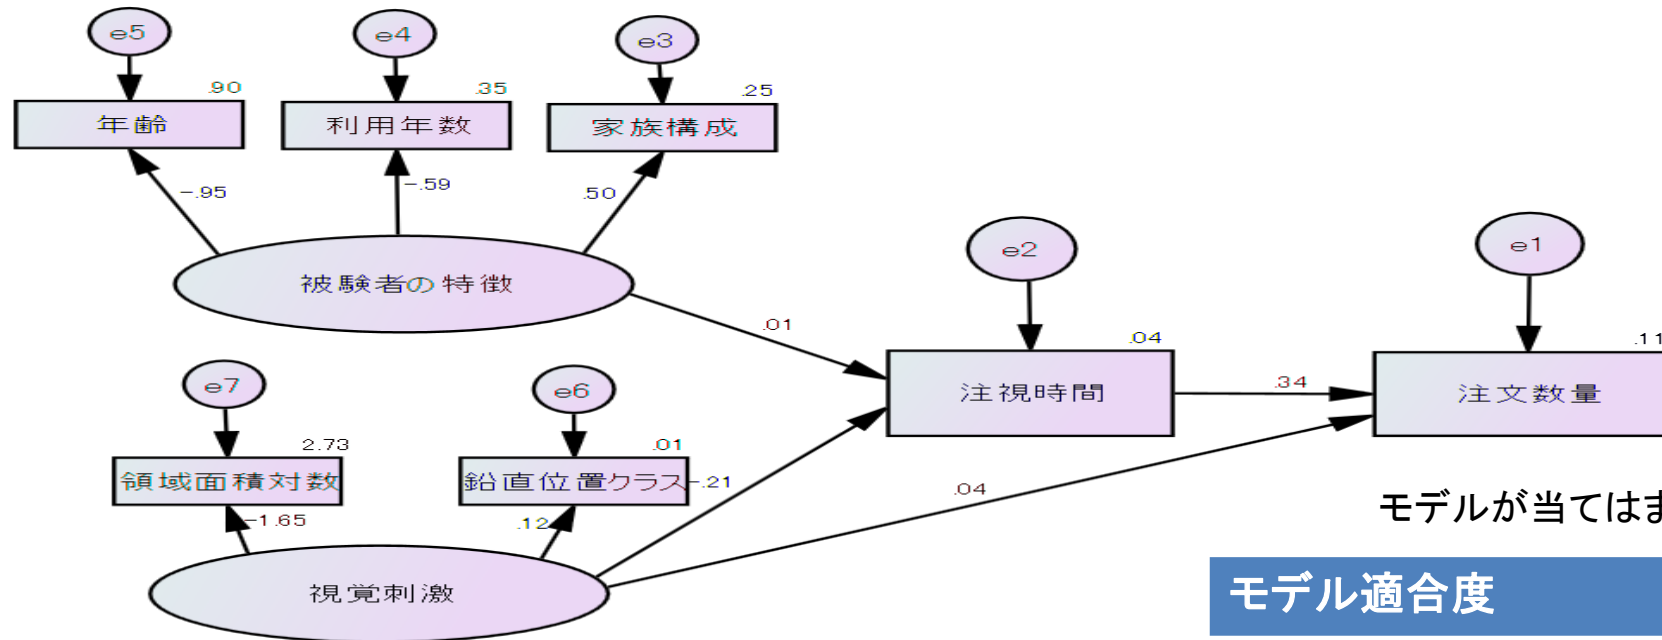 e5
e4
e3
.90
.35
.25
年齢
利用年数
家族構成
-.95
-.59
.50
被験者の特徴
e2
e1
.01
.04
.11
注視時間
.34
注文数量
e7
e6
2.73
.01
領域面積対数
鉛直位置クラス
-.21
.04
-1.65
.12
視覚刺激
モデルが当てはま
モデル適合度